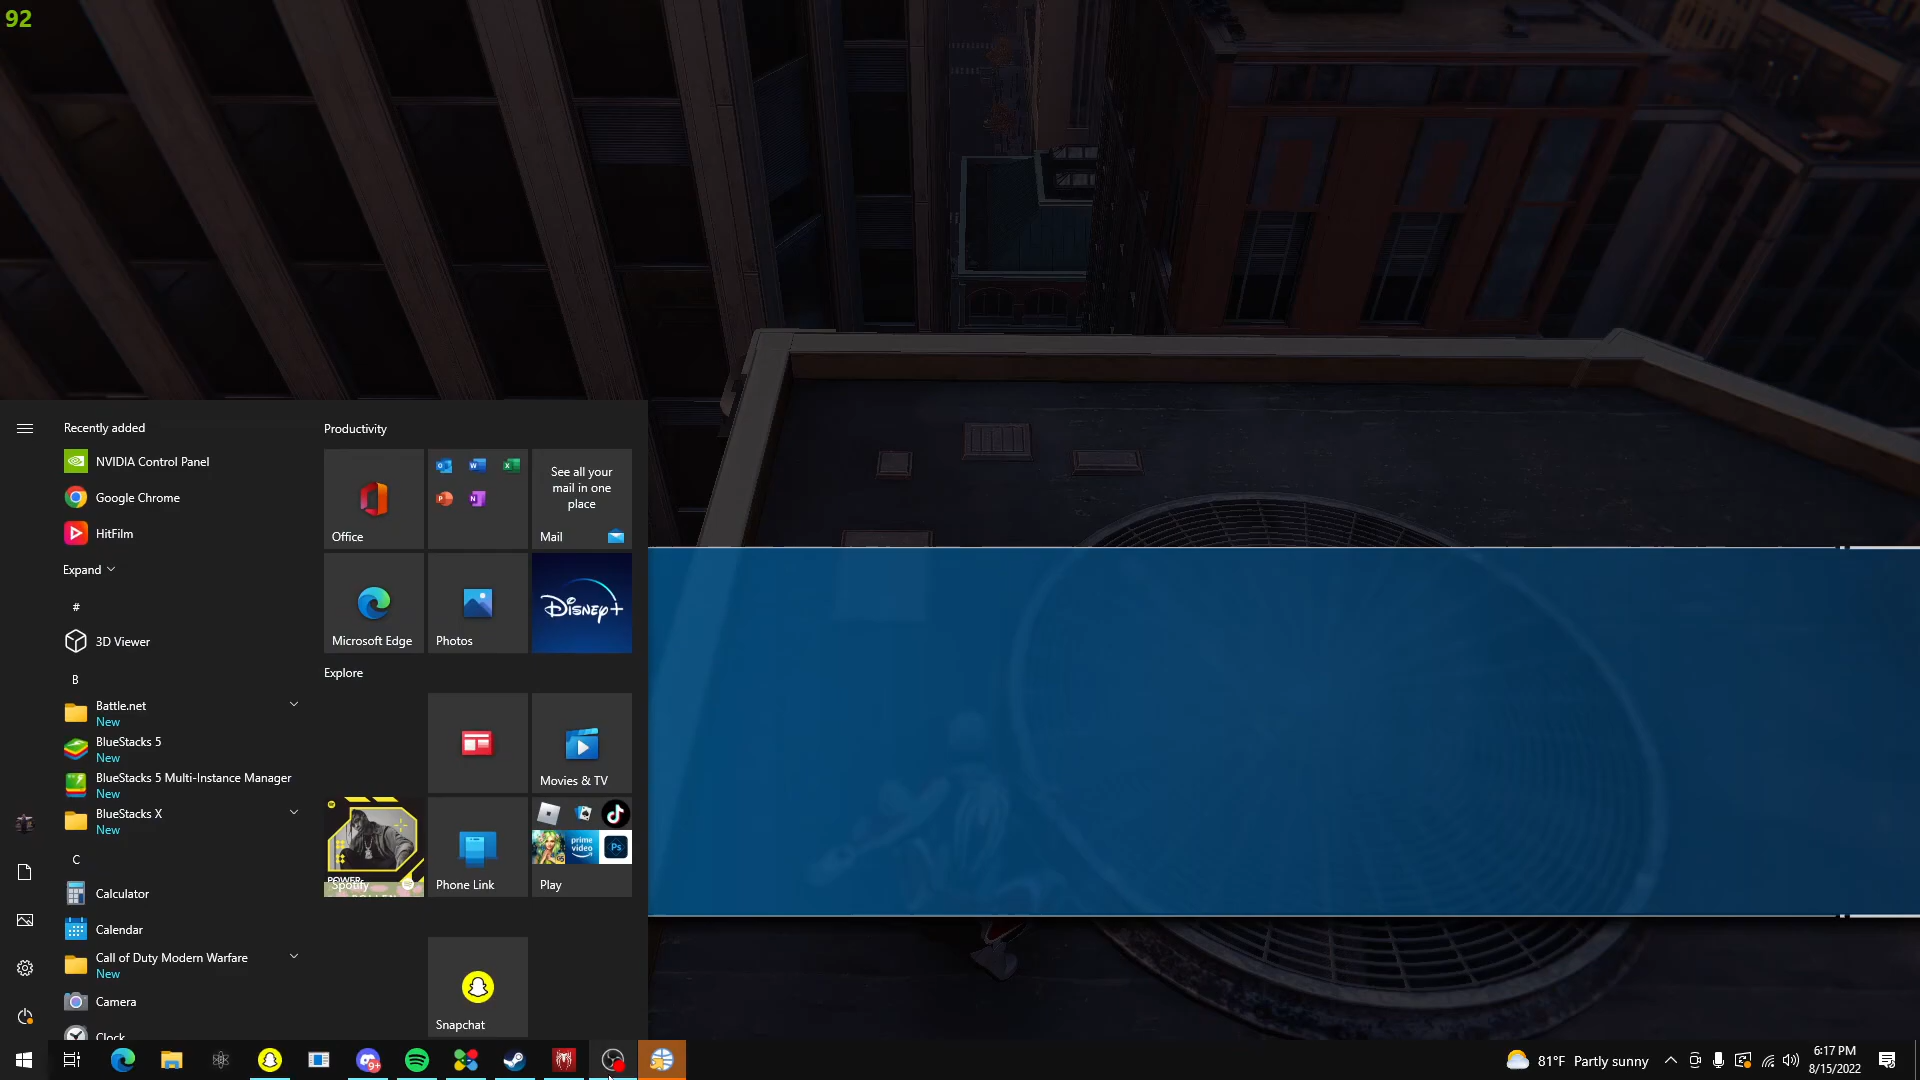 92
Recently added
NVIDIA Control Panel
Google Chrome
HitFilm
Expand
#
3D Viewer
B
Battle.net
New
BlueStacks 5
New
BlueStacks 5 Multi-Instance Manager
New
BlueStacks X
New
C
Calculator
Calendar
Call of Duty Modern Warfare
New
Camera
Clock
Productivity
Office
See all your
mail in one
place
Mail
Microsoft Edge
Photos
Disney+
Explore
Movies & TV
Spotify
Phone Link
prime
video
Ps
Play
Snapchat
9+
81°F Partly sunny
6:17 PM
8/15/2022